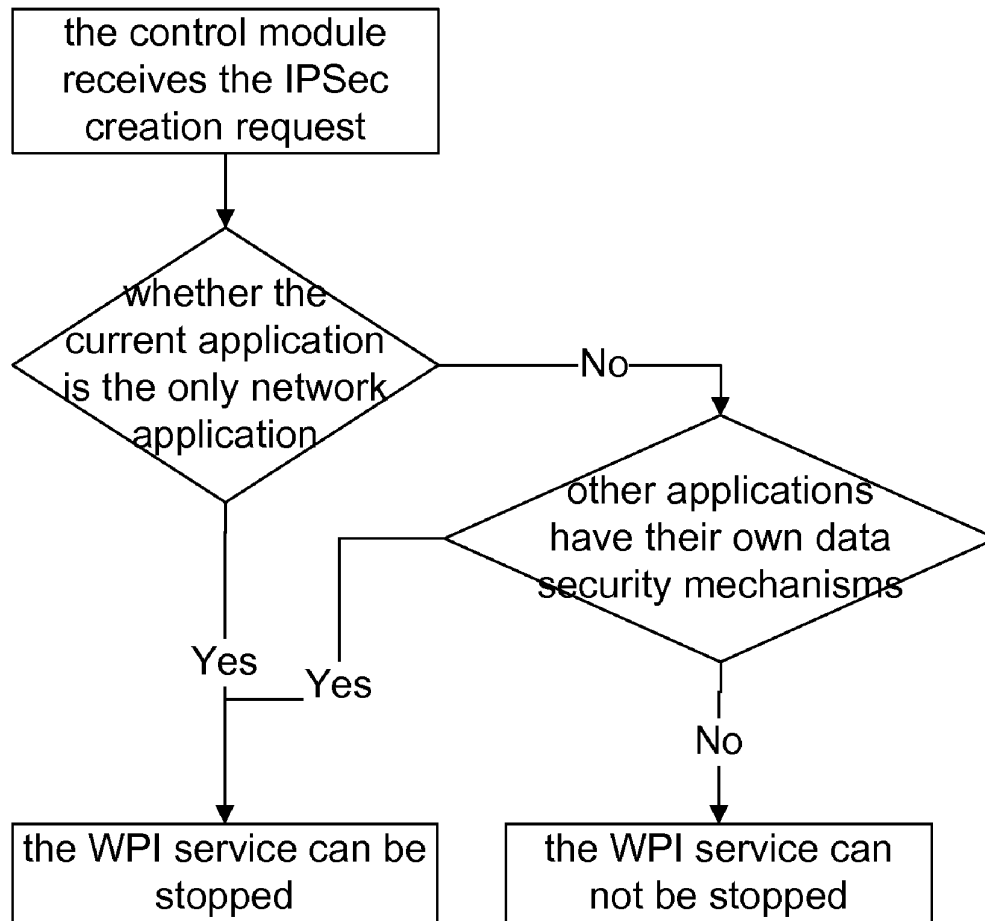 the control module
receives the IPSec
creation request
whether the
current application
is the only network
application
No
other applications
have their own data
security mechanisms
Yes
Yes
No
the WPI service can be
stopped
the WPI service can
not be stopped